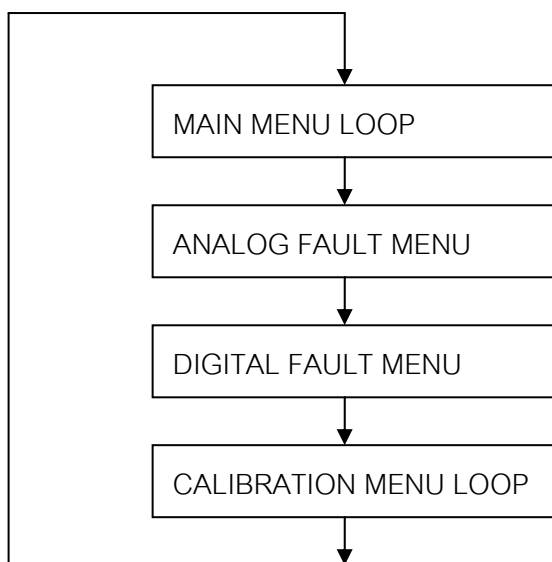 MAIN MENU LOOP
ANALOG FAULT MENU
DIGITAL FAULT MENU
CALIBRATION MENU LOOP